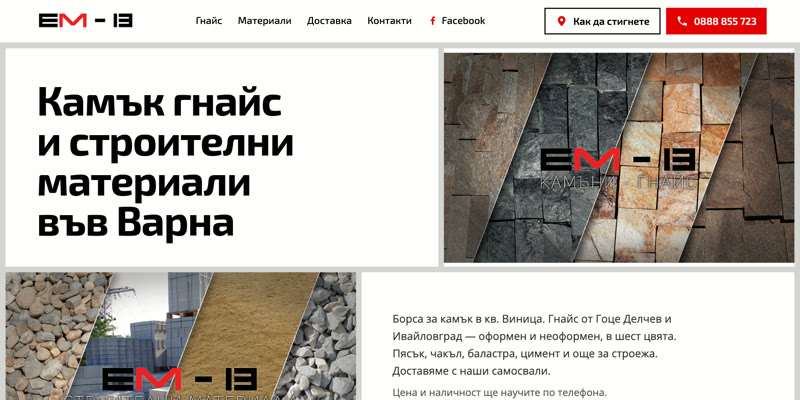 ЕМ - 13
Гнайс
Материали
Доставка
Контакти
Facebook
Как да стигнете
0888 855 723
Камък гнайс
и строителни
материали
във Варна
ЕМ - 13
КАМЪНИ - ГНАЙС
Борса за камък в кв. Виница. Гнайс от Гоце Делчев и
Ивайловград — оформен и неоформен, в шест цвята.
Пясък, чакъл, баластра, цимент и още за строежа.
Доставяме с наши самосвали.
Цена и наличност ще научите по телефона.
ЕМ - 13
СТРОИТЕЛНИ МАТЕРИАЛИ